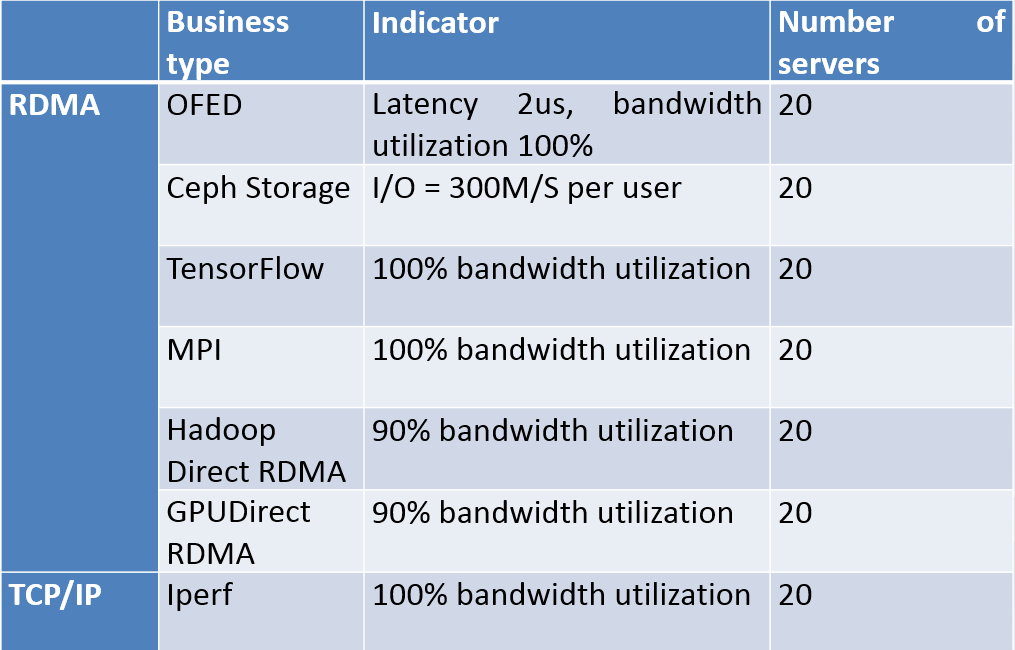 Business type Indicator Number of servers
RDMA OFED Latency 2us, bandwidth utilization 100% 20
Ceph Storage I/O = 300M/S per user 20
TensorFlow 100% bandwidth utilization 20
MPI 100% bandwidth utilization 20
Hadoop Direct RDMA 90% bandwidth utilization 20
GPUDirect RDMA 90% bandwidth utilization 20
TCP/IP Iperf 100% bandwidth utilization 20